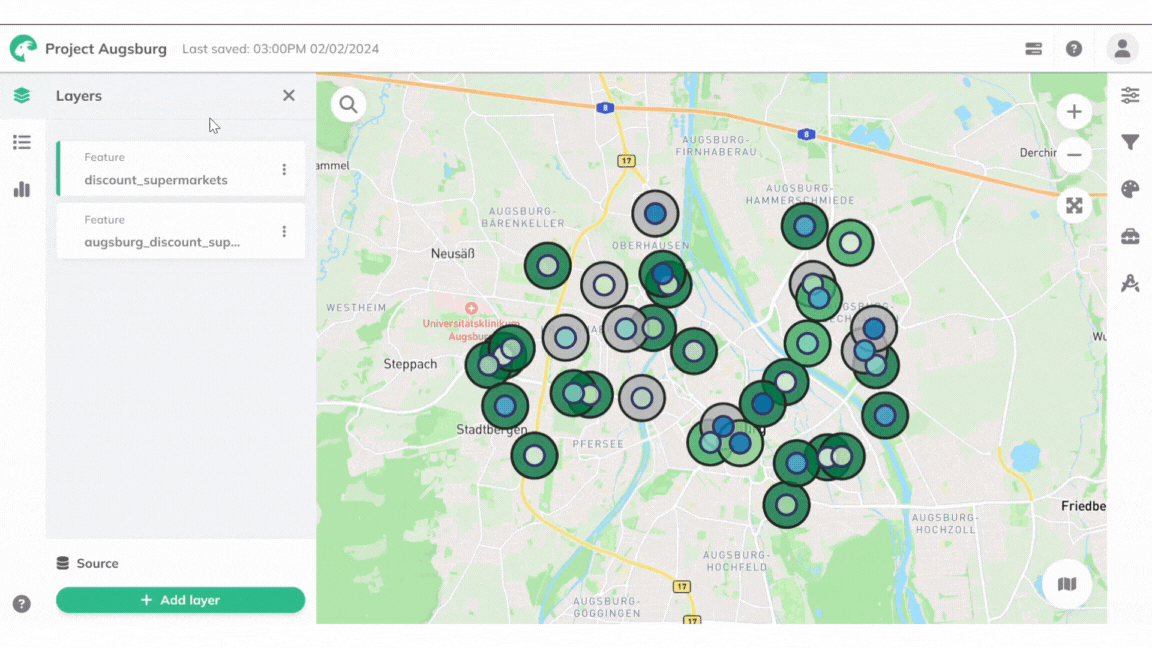 Project Augsburg
Last saved: 03:00PM 02/02/2024
Layers
Feature
discount_supermarkets
Feature
augsburg_discount_sup...
Source
+ Add layer
8
8
17
AUGSBURG-
FIRNHABERAU
Derchin
ammel
AUGSBURG-
HAMMERSCHMIEDE
AUGSBURG-
BÄRENKELLER
OBERHAUSEN
Neusäß
WESTHEIM
Universitätsklinikum
Augsburg
Steppach
Stadtbergen
PFERSEE
Friedbe
AUGSBURG-
HOCHZOLL
AUGSBURG-
HOCHFELD
17
AUGSBURG-
GÖGGINGEN
17